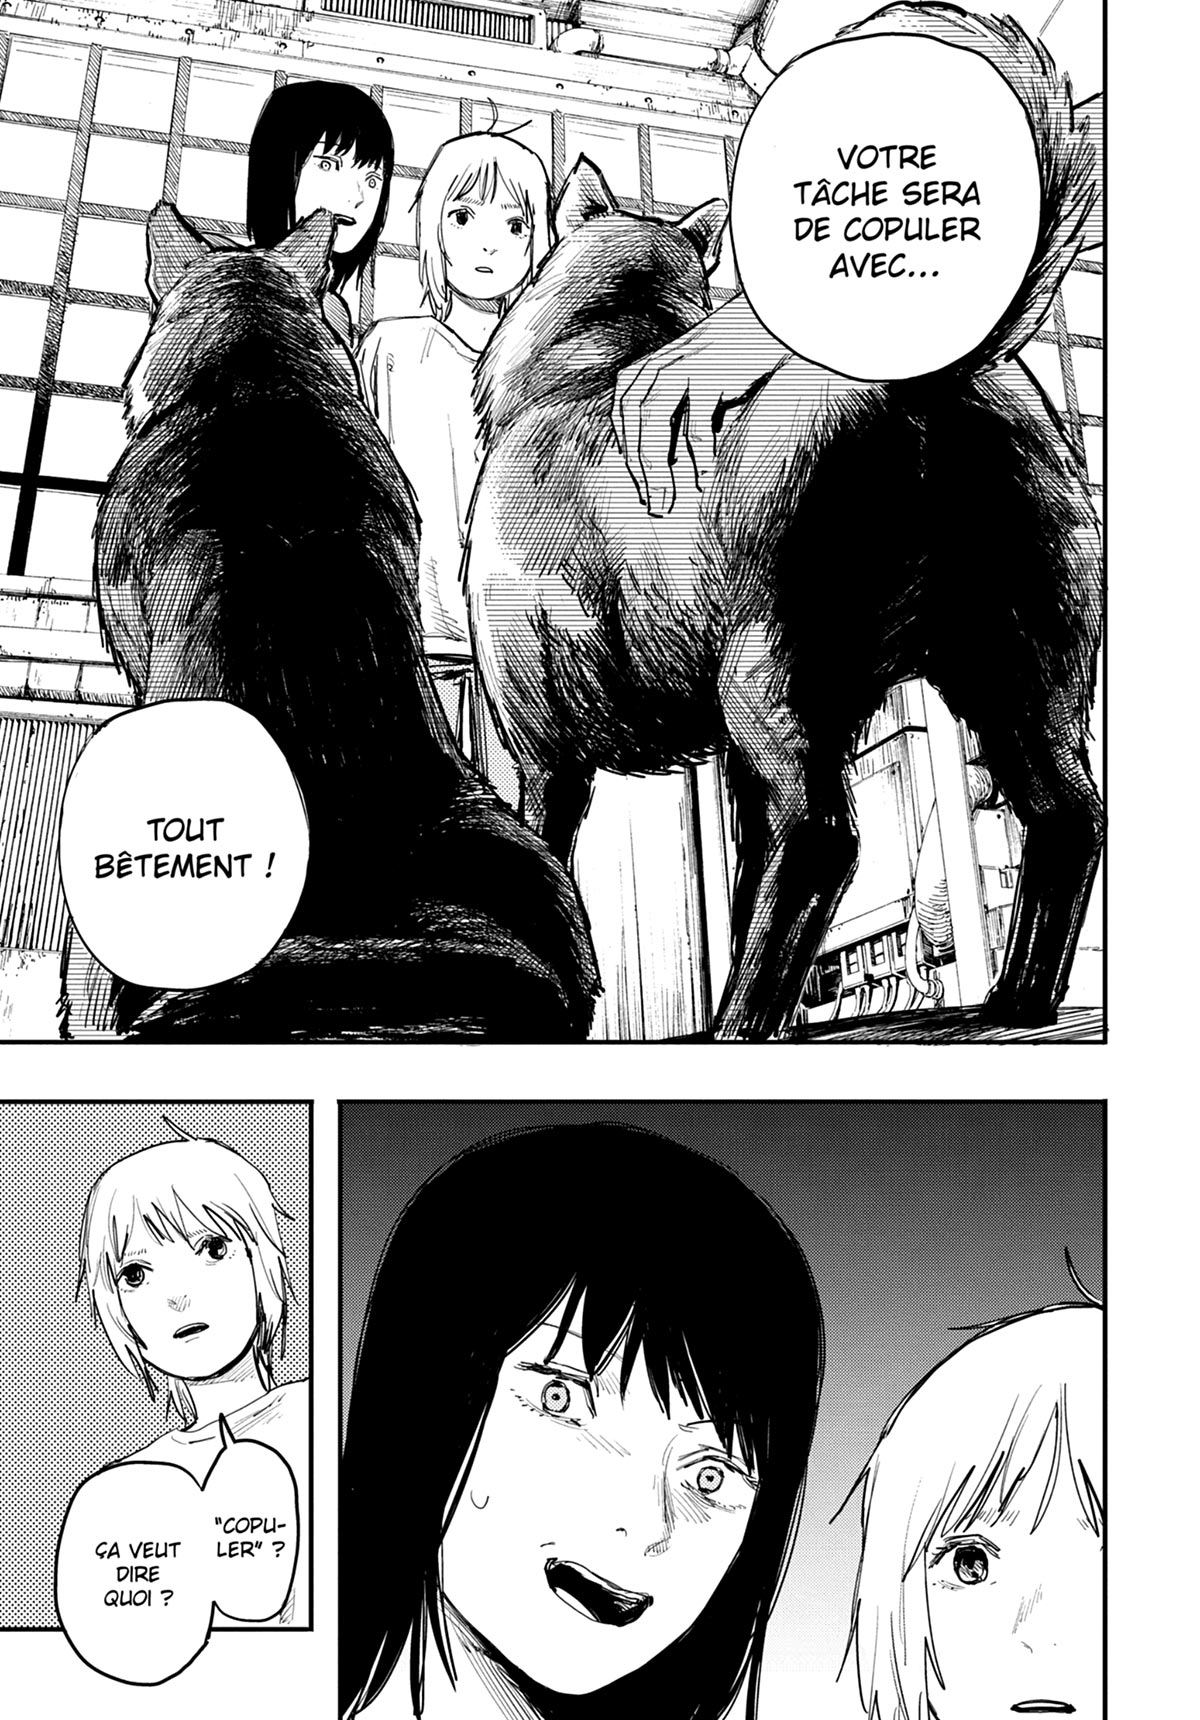 VOTRE
TÂCHE SERA
DE COPULER
AVEC...
TOUT
BÊTEMENT !
"COPU-
LER" ?
ÇA VEUT
DIRE
QUOI ?